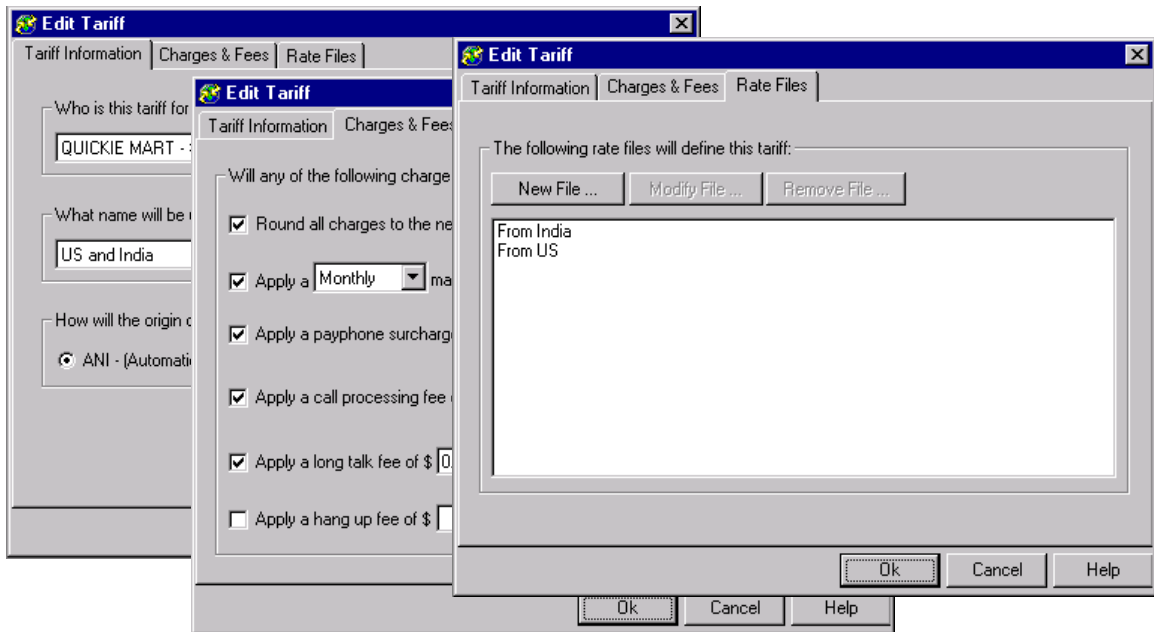 Edit Tariff
Tariff Information Charges & Fees Rate Files
Who is this tariff for
QUICKIE MART -
What name will be
US and India
How will the origin
ANI - (Automati
Edit Tariff
Tariff Information Charges & Fees
Will any of the following charge
Round all charges to the ne
Apply a Monthly ma
Apply a payphone surcharg
Apply a call processing fee
Apply a long talk fee of $ 0.
Apply a hang up fee of $
Ok Cancel Help
Edit Tariff
Tariff Information Charges & Fees Rate Files
The following rate files will define this tariff:
New File ... Modify File ... Remove File ...
From India
From US
Ok Cancel Help